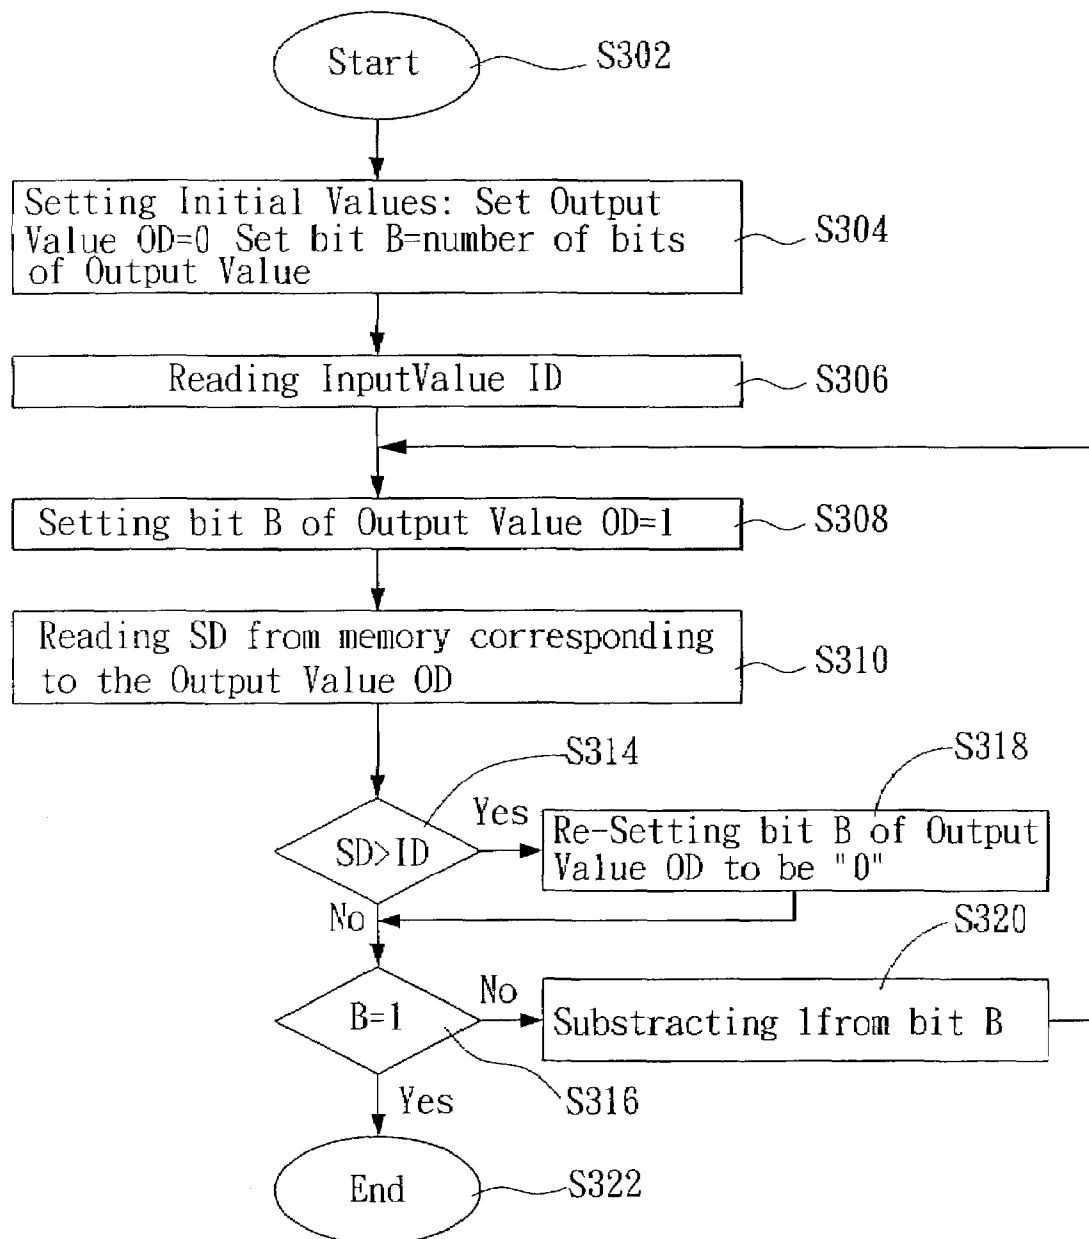 Start
S302
Setting Initial Values: Set Output
Value OD=0 Set bit B=number of bits
of Output Value
S304
Reading InputValue ID
S306
Setting bit B of Output Value OD=1
S308
Reading SD from memory corresponding
to the Output Value OD
S310
S314
S318
SD>ID
Yes
Re-Setting bit B of Output
Value OD to be "0"
No
S320
B=1
No
Substracting 1from bit B
S316
Yes
End
S322